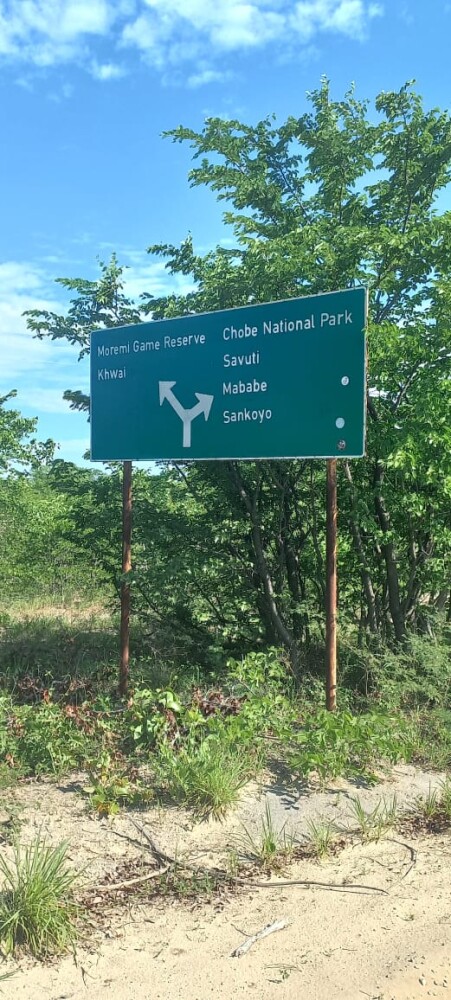 Moremi Game Reserve
Khwai
Chobe National Park
Savuti
Mababe
Sankoyo